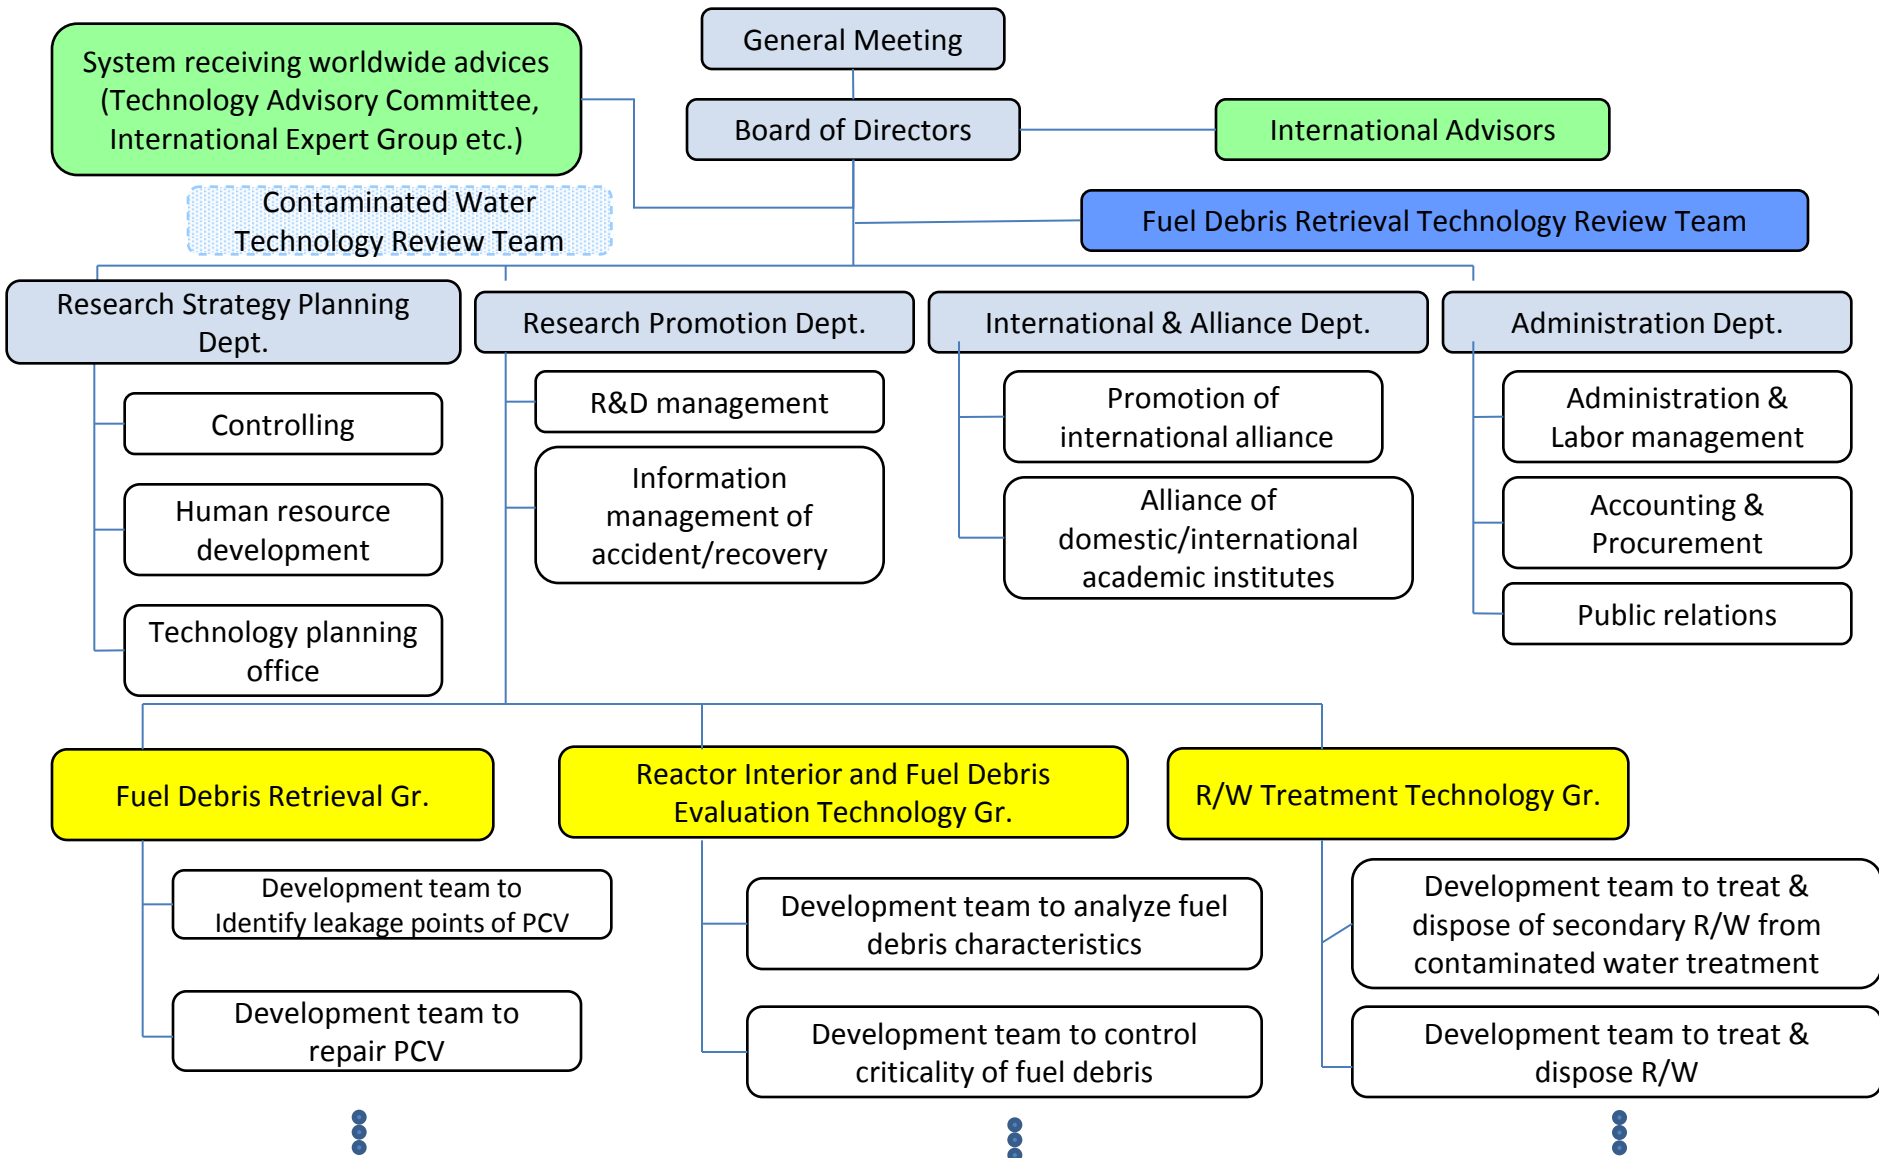 General Meeting
System receiving worldwide advices
(Technology Advisory Committee,
International Expert Group etc.)
Board of Directors
International Advisors
Contaminated Water
Technology Review Team
Fuel Debris Retrieval Technology Review Team
Research Strategy Planning
Dept.
Research Promotion Dept.
International & Alliance Dept.
Administration Dept.
Controlling
Human resource
development
Technology planning
office
R&D management
Information
management of
accident/recovery
Promotion of
international alliance
Alliance of
domestic/international
academic institutes
Administration &
Labor management
Accounting &
Procurement
Public relations
Fuel Debris Retrieval Gr.
Reactor Interior and Fuel Debris
Evaluation Technology Gr.
R/W Treatment Technology Gr.
Development team to
Identify leakage points of PCV
Development team to
repair PCV
Development team to analyze fuel
debris characteristics
Development team to control
criticality of fuel debris
Development team to treat &
dispose of secondary R/W from
contaminated water treatment
Development team to treat &
dispose R/W